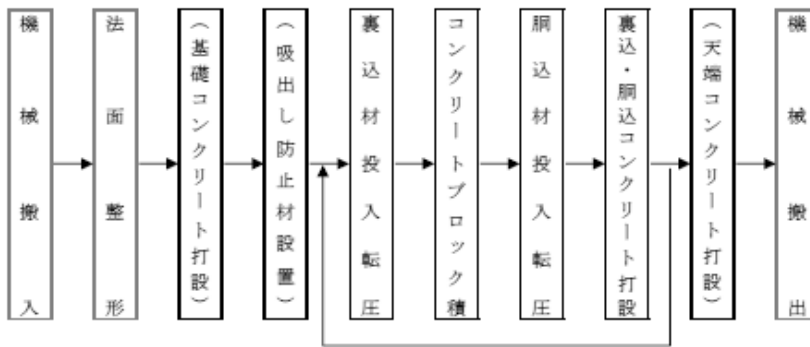 機械搬入
法面整形
（基礎コンクリート打設）
（吸出し防止材設置）
裏込材投入転圧
コンクリートブロック積
胴込材投入転圧
裏込・胴込コンクリート打設
（天端コンクリート打設）
機械搬出